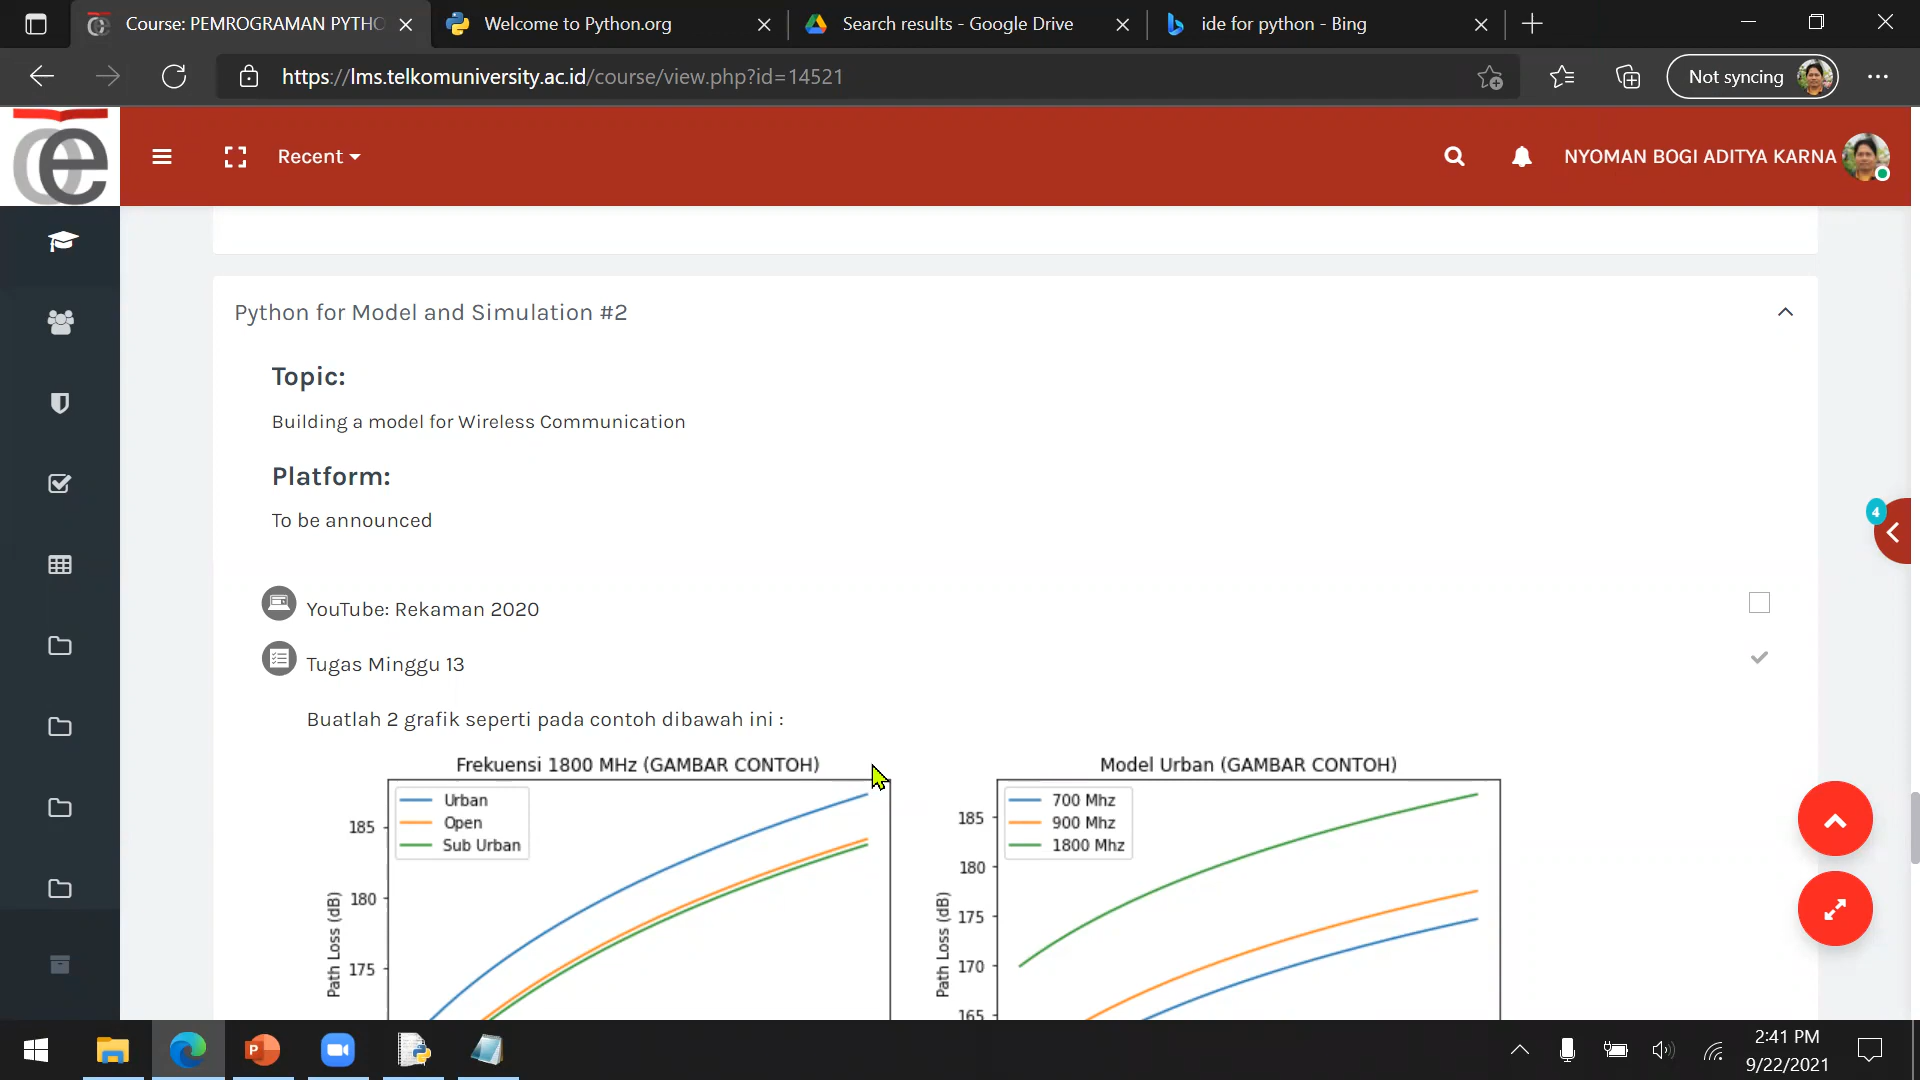 Course: PEMROGRAMAN PYTHO
Welcome to Python.org
Search results - Google Drive
ide for python - Bing
https://lms.telkomuniversity.ac.id/course/view.php?id=14521
Not syncing
Recent
NYOMAN BOGI ADITYA KARNA
Python for Model and Simulation #2
Topic:
Building a model for Wireless Communication
Platform:
To be announced
4
YouTube: Rekaman 2020
Tugas Minggu 13
Buatlah 2 grafik seperti pada contoh dibawah ini :
Frekuensi 1800 MHz (GAMBAR CONTOH)
Urban
Open
Sub Urban
185
180
175
Path Loss (dB)
Model Urban (GAMBAR CONTOH)
700 Mhz
900 Mhz
1800 Mhz
185
180
175
170
165
Path Loss (dB)
2:41 PM
9/22/2021